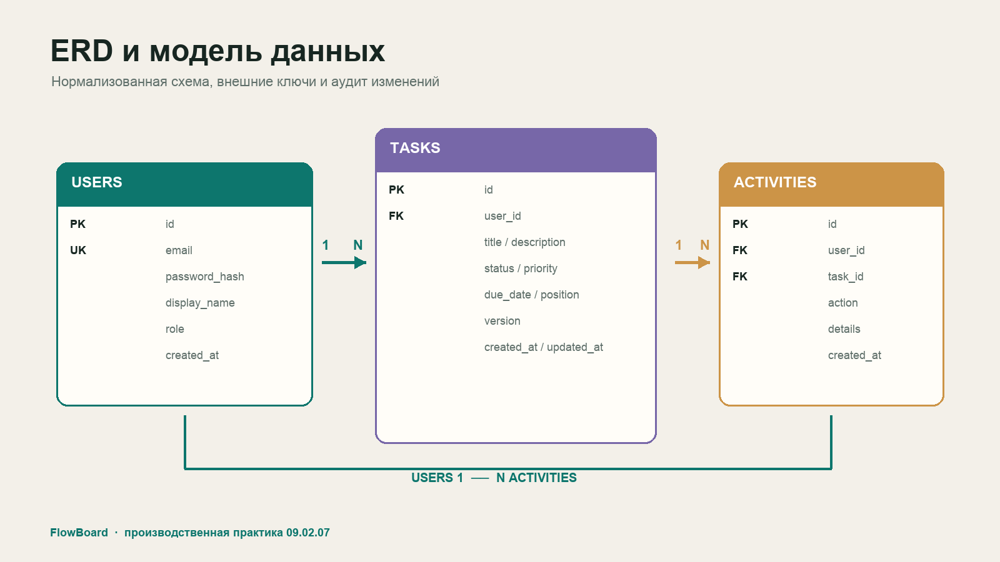 ERD и модель данных
Нормализованная схема, внешние ключи и аудит изменений
USERS
PK id
UK email
password_hash
display_name
role
created_at
1 N
TASKS
PK id
FK user_id
title / description
status / priority
due_date / position
version
created_at / updated_at
1 N
ACTIVITIES
PK id
FK user_id
FK task_id
action
details
created_at
USERS 1 — N ACTIVITIES
FlowBoard · производственная практика 09.02.07